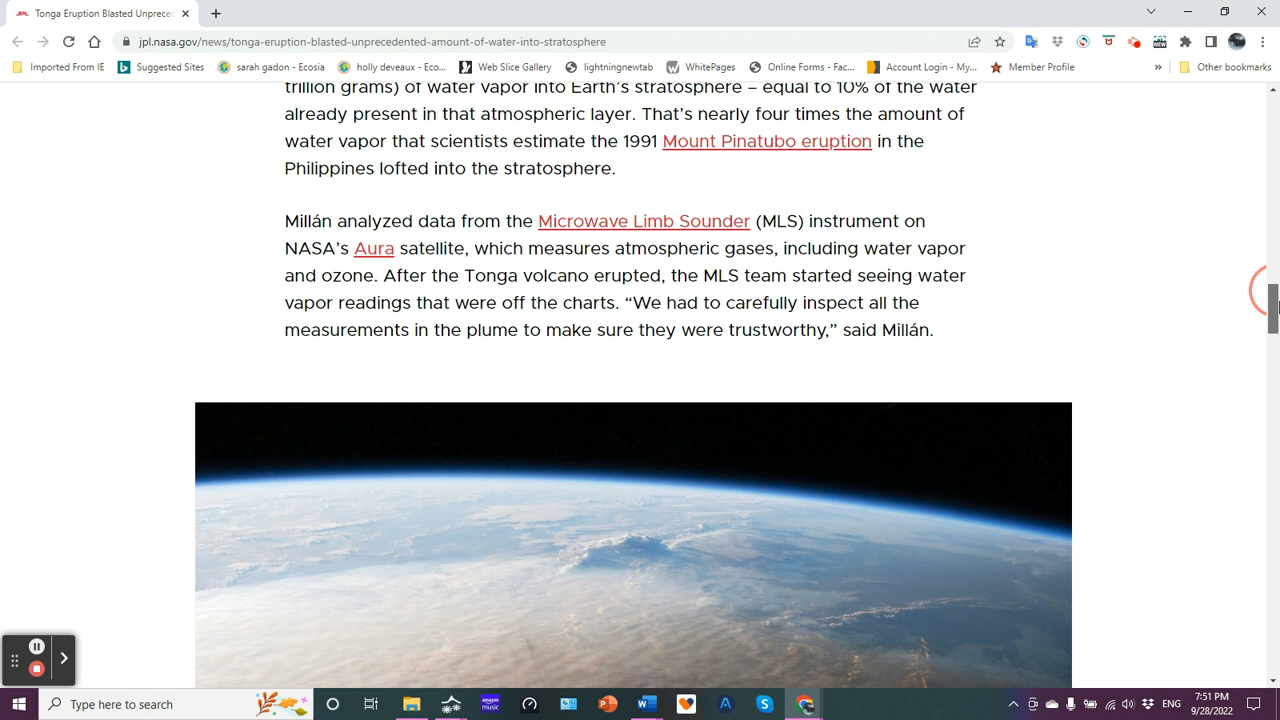 Tonga Eruption Blasted Unprecec
jpl.nasa.gov/news/tonga-eruption-blasted-unprecedented-amount-of-water-into-stratosphere
Imported From IE
Suggested Sites
sarah gadon - Ecosia
holly deveaux - Eco...
Web Slice Gallery
lightningnewtab
WhitePages
Online Forms - Fac...
Account Login - My...
Member Profile
»
Other bookmarks
trillion grams) of water vapor into Earth's stratosphere – equal to 10% of the water
already present in that atmospheric layer. That's nearly four times the amount of
water vapor that scientists estimate the 1991 Mount Pinatubo eruption in the
Philippines lofted into the stratosphere.
Millán analyzed data from the Microwave Limb Sounder (MLS) instrument on
NASA's Aura satellite, which measures atmospheric gases, including water vapor
and ozone. After the Tonga volcano erupted, the MLS team started seeing water
vapor readings that were off the charts. “We had to carefully inspect all the
measurements in the plume to make sure they were trustworthy,” said Millán.
Type here to search
amazon music
ENG
7:51 PM
9/28/2022